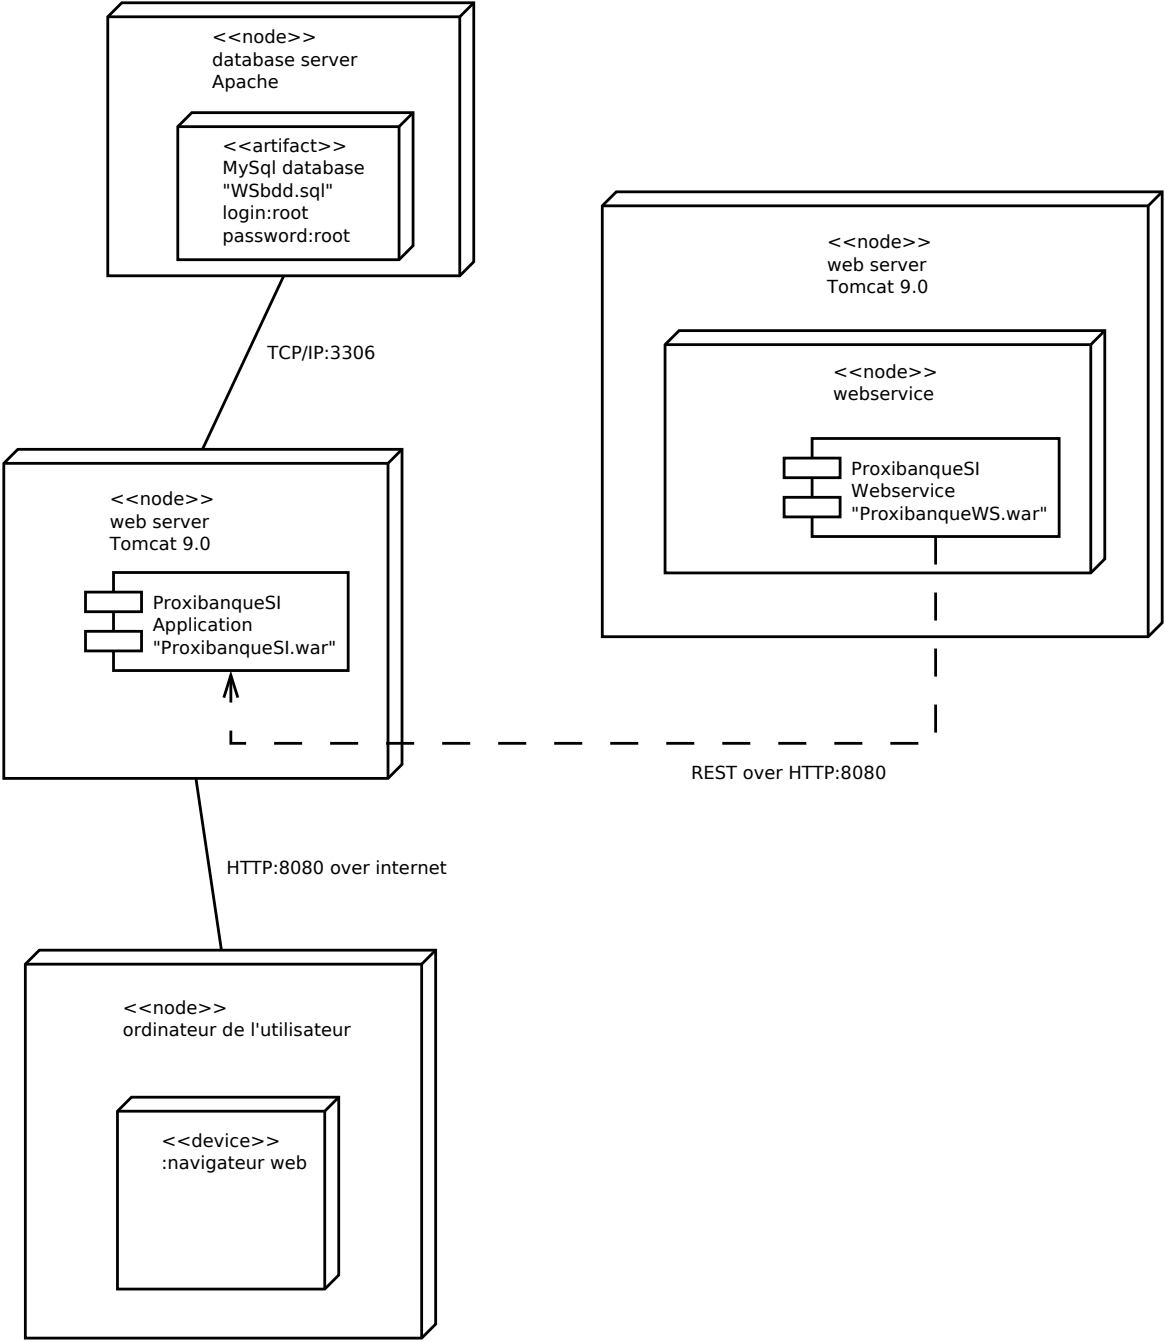 <<node>>
database server
Apache
<<artifact>>
MySql database
"WSbdd.sql"
login:root
password:root
TCP/IP:3306
<<node>>
web server
Tomcat 9.0
<<node>>
webservice
ProxibanqueSI
Webservice
"ProxibanqueWS.war"
<<node>>
web server
Tomcat 9.0
ProxibanqueSI
Application
"ProxibanqueSI.war"
REST over HTTP:8080
HTTP:8080 over internet
<<node>>
ordinateur de l'utilisateur
<<device>>
:navigateur web